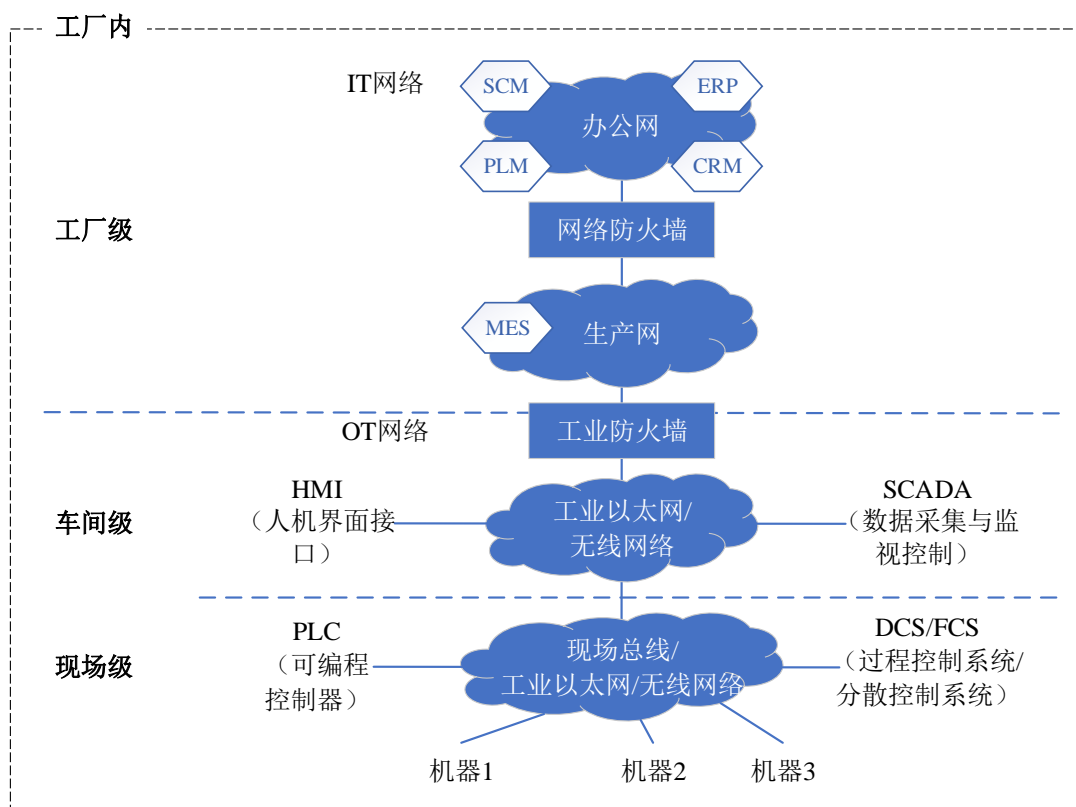 工厂内
IT网络
SCM
ERP
办公网
PLM
CRM
工厂级
网络防火墙
MES
生产网
OT网络
工业防火墙
车间级
HMI
（人机界面接
口）
工业以太网/
无线网络
SCADA
（数据采集与监
视控制）
现场级
PLC
（可编程
控制器）
现场总线/
工业以太网/无线网络
DCS/FCS
（过程控制系统/
分散控制系统）
机器1
机器2
机器3